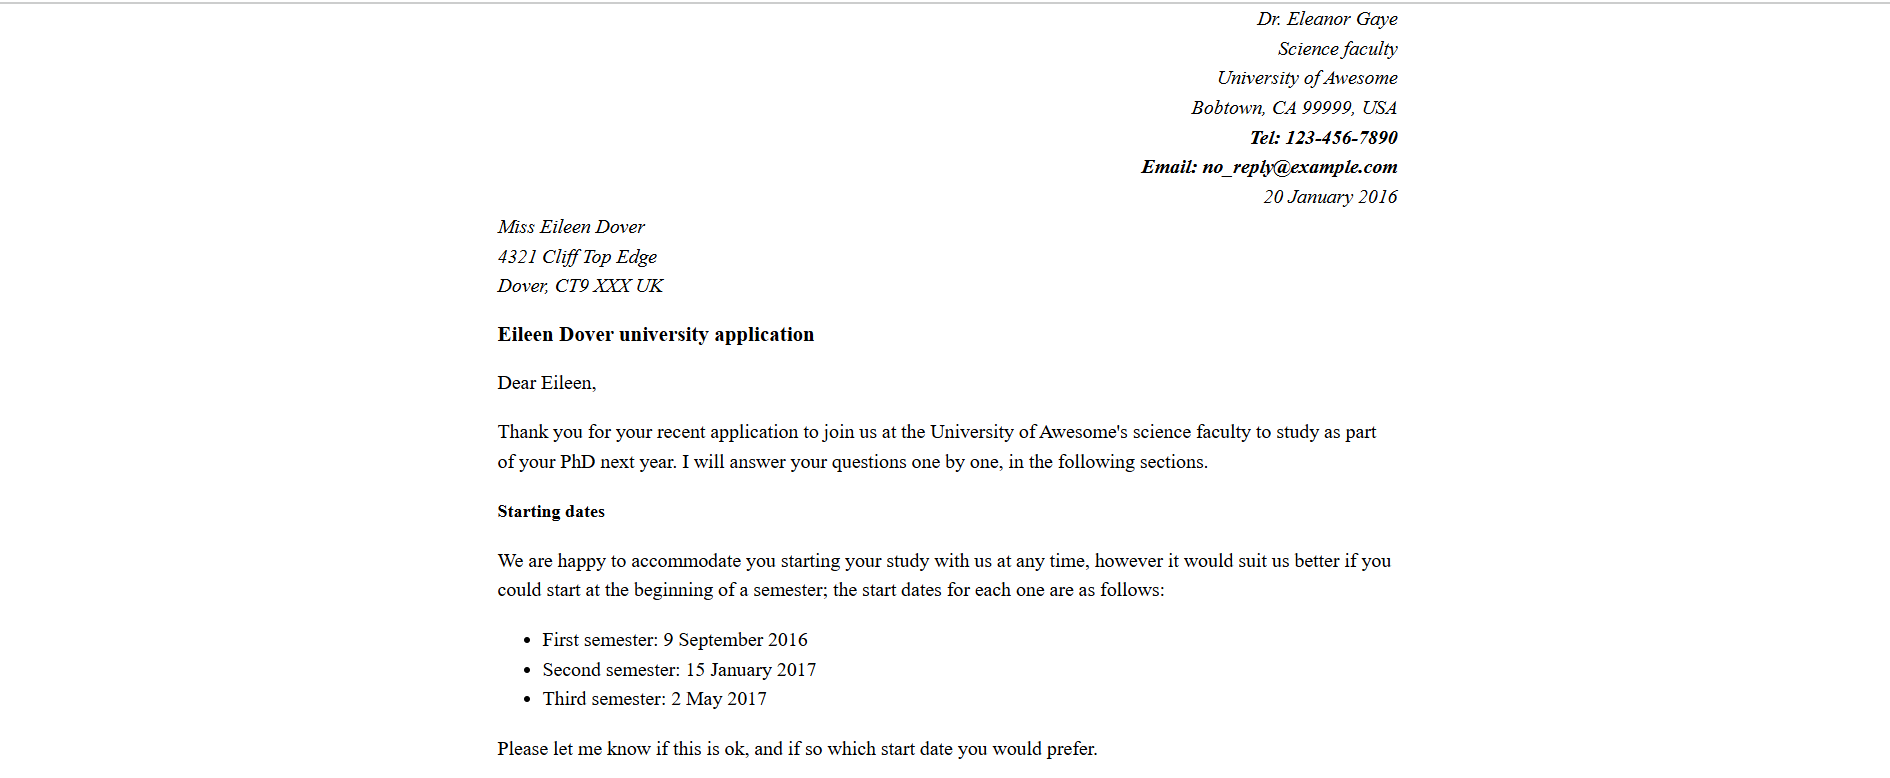 Dr. Eleanor Gaye
Science faculty
University of Awesome
Bobtown, CA 99999, USA
Tel: 123-456-7890
Email: no_reply@example.com
20 January 2016
Miss Eileen Dover
4321 Cliff Top Edge
Dover, CT9 XXX UK
Eileen Dover university application
Dear Eileen,
Thank you for your recent application to join us at the University of Awesome's science faculty to study as part
of your PhD next year. I will answer your questions one by one, in the following sections.
Starting dates
We are happy to accommodate you starting your study with us at any time, however it would suit us better if you
could start at the beginning of a semester; the start dates for each one are as follows:
• First semester: 9 September 2016
• Second semester: 15 January 2017
• Third semester: 2 May 2017
Please let me know if this is ok, and if so which start date you would prefer.